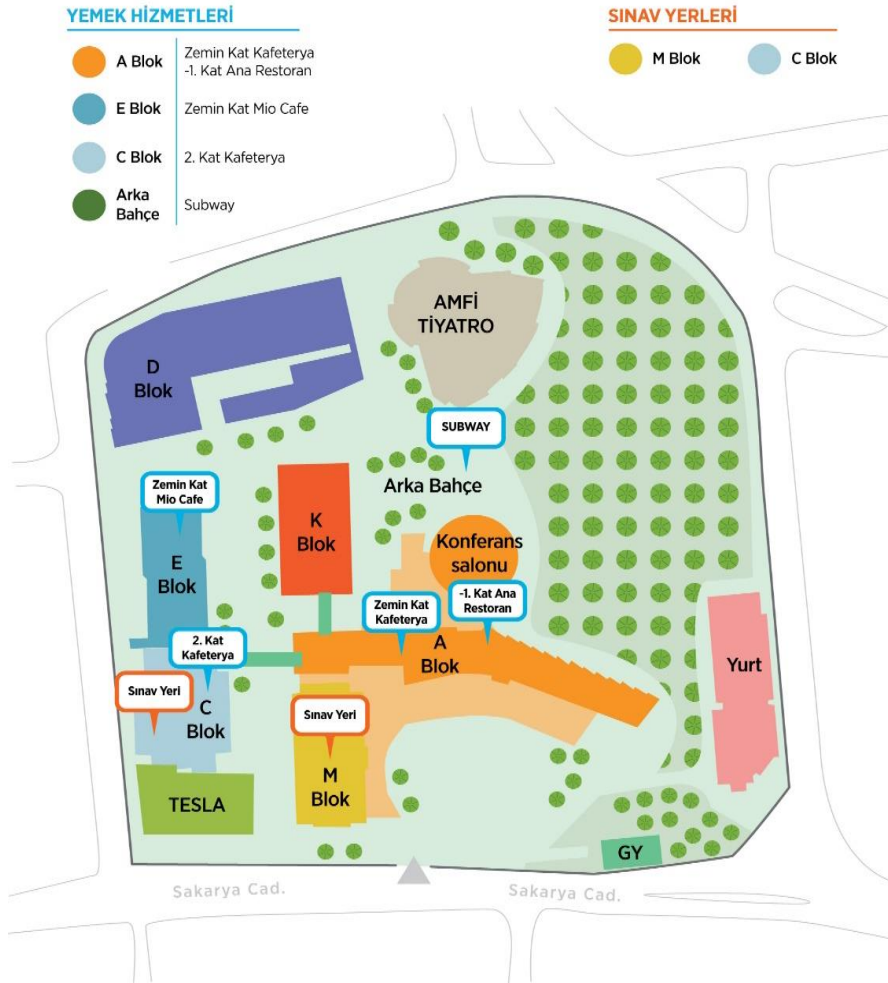 YEMEK HİZMETLERİ
A Blok
Zemin Kat Kafeterya
-1. Kat Ana Restoran
E Blok
Zemin Kat Mio Cafe
C Blok
2. Kat Kafeterya
Arka
Bahçe
Subway
SINAV YERLERİ
M Blok
C Blok
AMFİ
TİYATRO
D
Blok
SUBWAY
Arka Bahçe
Zemin Kat
Mio Cafe
K
Blok
Konferans
salonu
E
Blok
Zemin Kat
Kafeterya
-1. Kat Ana
Restoran
2. Kat
Kafeterya
A
Blok
Yurt
Sınav Yeri
C
Blok
Sınav Yeri
M
Blok
TESLA
GY
Sakarya Cad.
Sakarya Cad.